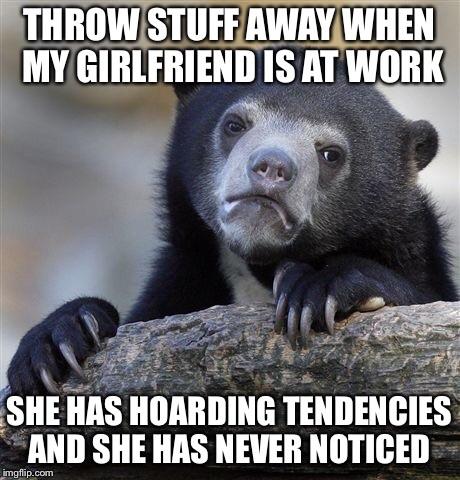 THROW STUFF AWAY WHEN
MY GIRLFRIEND IS AT WORK
SHE HAS HOARDING TENDENCIES
AND SHE HAS NEVER NOTICED
imgflip.com